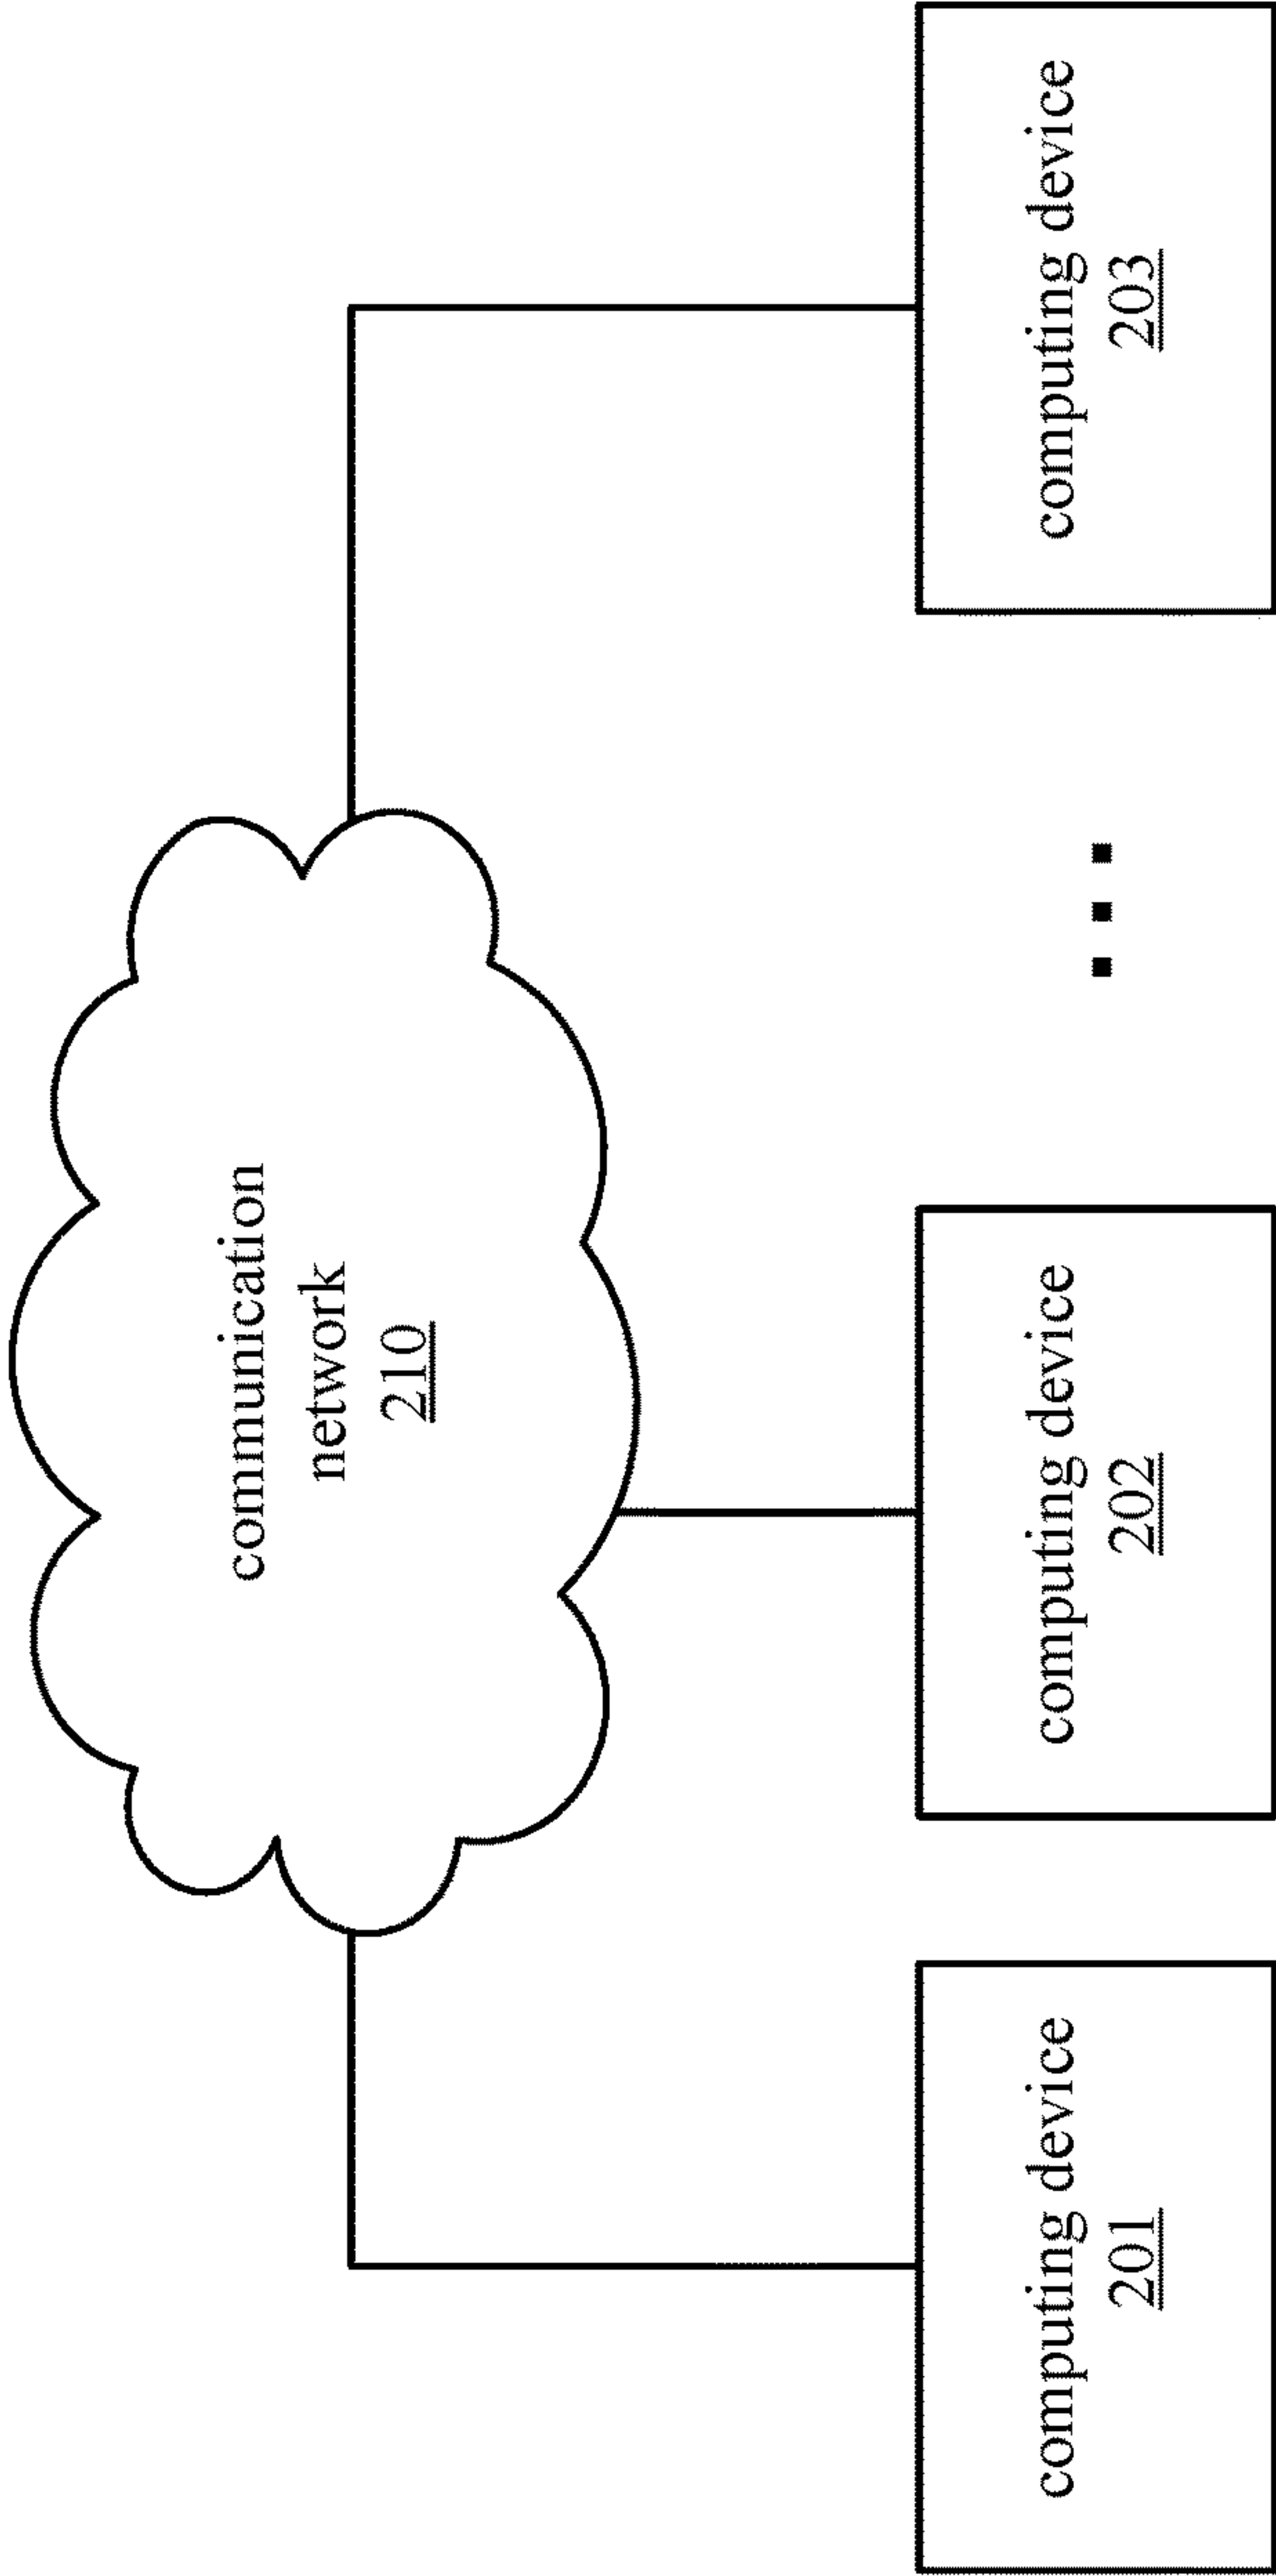 communication
network
210
computing device
201
computing device
202
computing device
203